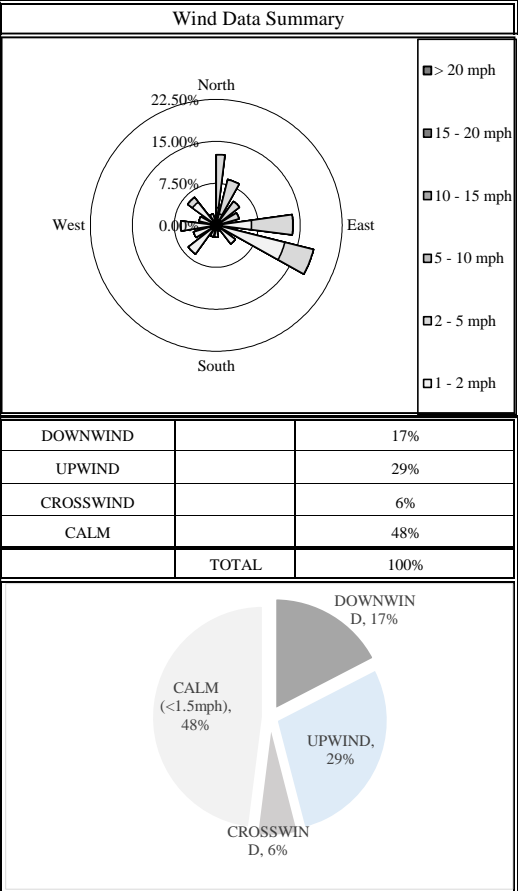 Wind Data Summary
North
22.50%
15.00%
7.50%
0.00%
West
East
South
> 20 mph
15 - 20 mph
10 - 15 mph
5 - 10 mph
2 - 5 mph
1 - 2 mph
DOWNWIND 17%
UPWIND 29%
CROSSWIND 6%
CALM 48%
TOTAL 100%
DOWNWIN
D, 17%
CALM
(<1.5mph),
48%
UPWIND,
29%
CROSSWIN
D, 6%